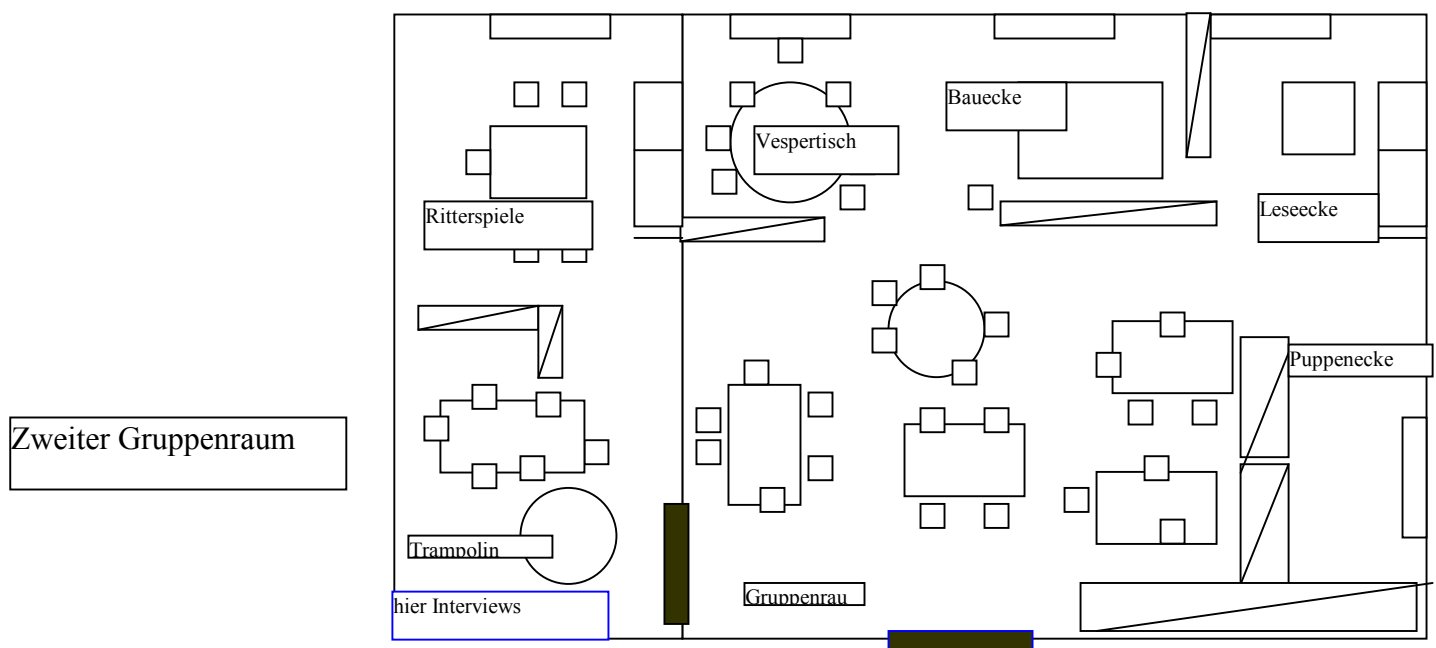 Bauecke
Vespertisch
Ritterspiele
Leseecke
Puppenecke
Zweiter Gruppenraum
Trampolin
Gruppenrau
hier Interviews